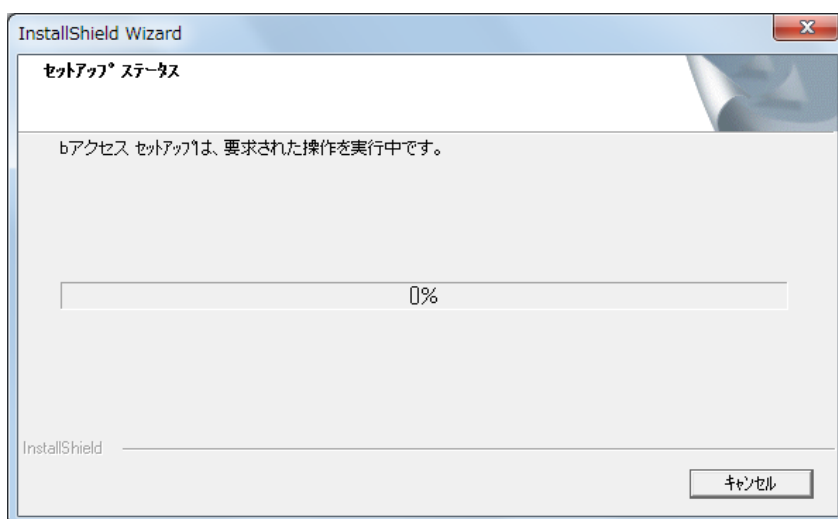 InstallShield Wizard
セットアップ ステータス
bアクセス セットアップは、要求された操作を実行中です。
0%
InstallShield
キャンセル